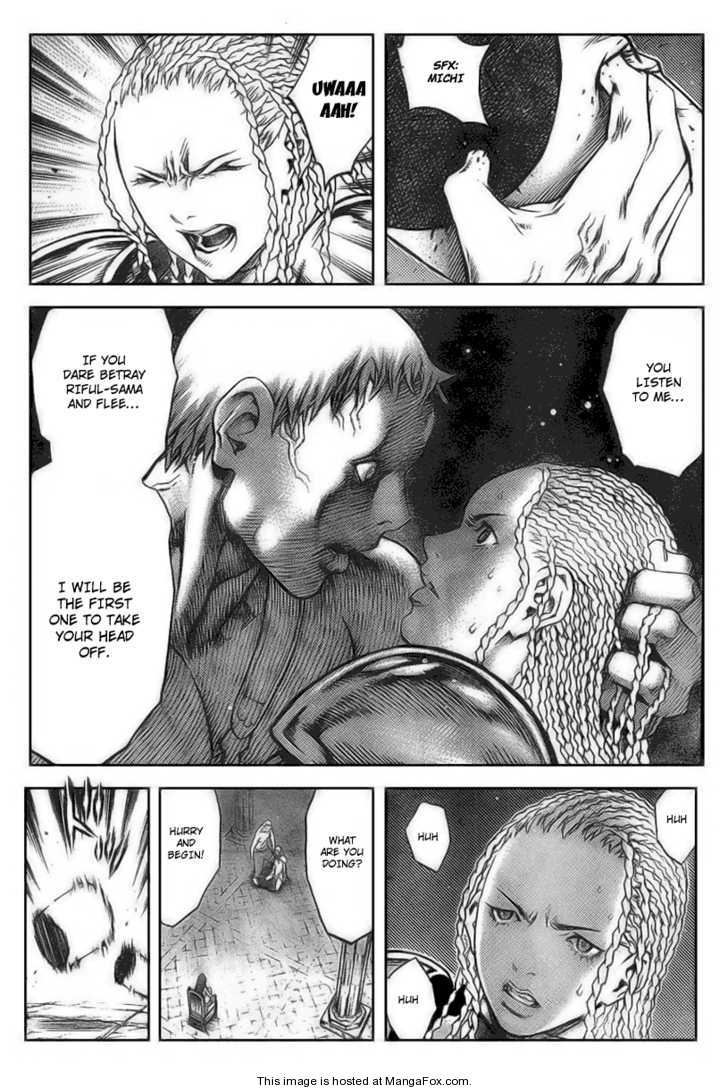 UWAAA
AAH!
SFX:
MICHI
IF YOU
DARE BETRAY
RIFUL-SAMA
AND FLEE...
YOU
LISTEN
TO ME...
I WILL BE
THE FIRST
ONE TO TAKE
YOUR HEAD
OFF.
HURRY
AND
BEGIN!
WHAT
ARE YOU
DOING?
HUH
HUH
HUH
This image is hosted at MangaFox.com.